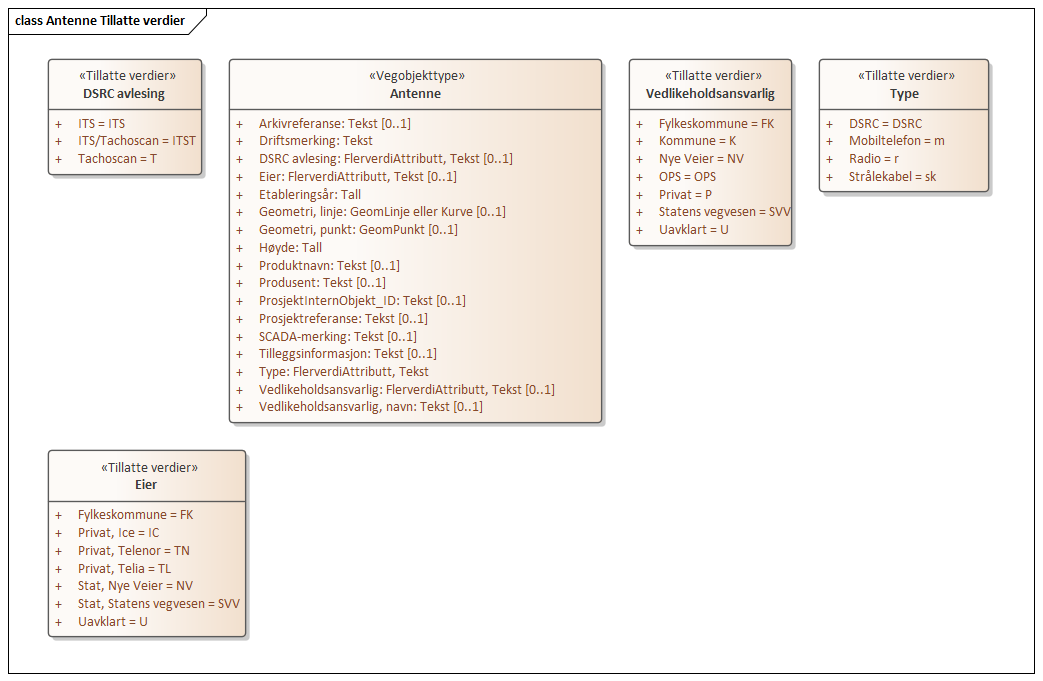 class Antenne Tillatte verdier
«Tillatte verdier»
DSRC avlesing
+ ITS = ITS
+ ITS/Tachoscan = ITST
+ Tachoscan = T
«Vegobjekttype»
Antenne
+ Arkivreferanse: Tekst [0..1]
+ Driftsmerking: Tekst
+ DSRC avlesing: FlerverdiAttributt, Tekst [0..1]
+ Eier: FlerverdiAttributt, Tekst [0..1]
+ Etableringsår: Tall
+ Geometri, linje: GeomLinje eller Kurve [0..1]
+ Geometri, punkt: GeomPunkt [0..1]
+ Høyde: Tall
+ Produktnavn: Tekst [0..1]
+ Produsent: Tekst [0..1]
+ ProsjektInternObjekt_ID: Tekst [0..1]
+ Prosjektreferanse: Tekst [0..1]
+ SCADA-merking: Tekst [0..1]
+ Tilleggsinformasjon: Tekst [0..1]
+ Type: FlerverdiAttributt, Tekst
+ Vedlikeholdsansvarlig: FlerverdiAttributt, Tekst [0..1]
+ Vedlikeholdsansvarlig, navn: Tekst [0..1]
«Tillatte verdier»
Vedlikeholdsansvarlig
+ Fylkeskommune = FK
+ Kommune = K
+ Nye Veier = NV
+ OPS = OPS
+ Privat = P
+ Statens vegvesen = SVV
+ Uavklart = U
«Tillatte verdier»
Type
+ DSRC = DSRC
+ Mobiltelefon = m
+ Radio = r
+ Strålekabel = sk
«Tillatte verdier»
Eier
+ Fylkeskommune = FK
+ Privat, Ice = IC
+ Privat, Telenor = TN
+ Privat, Telia = TL
+ Stat, Nye Veier = NV
+ Stat, Statens vegvesen = SVV
+ Uavklart = U